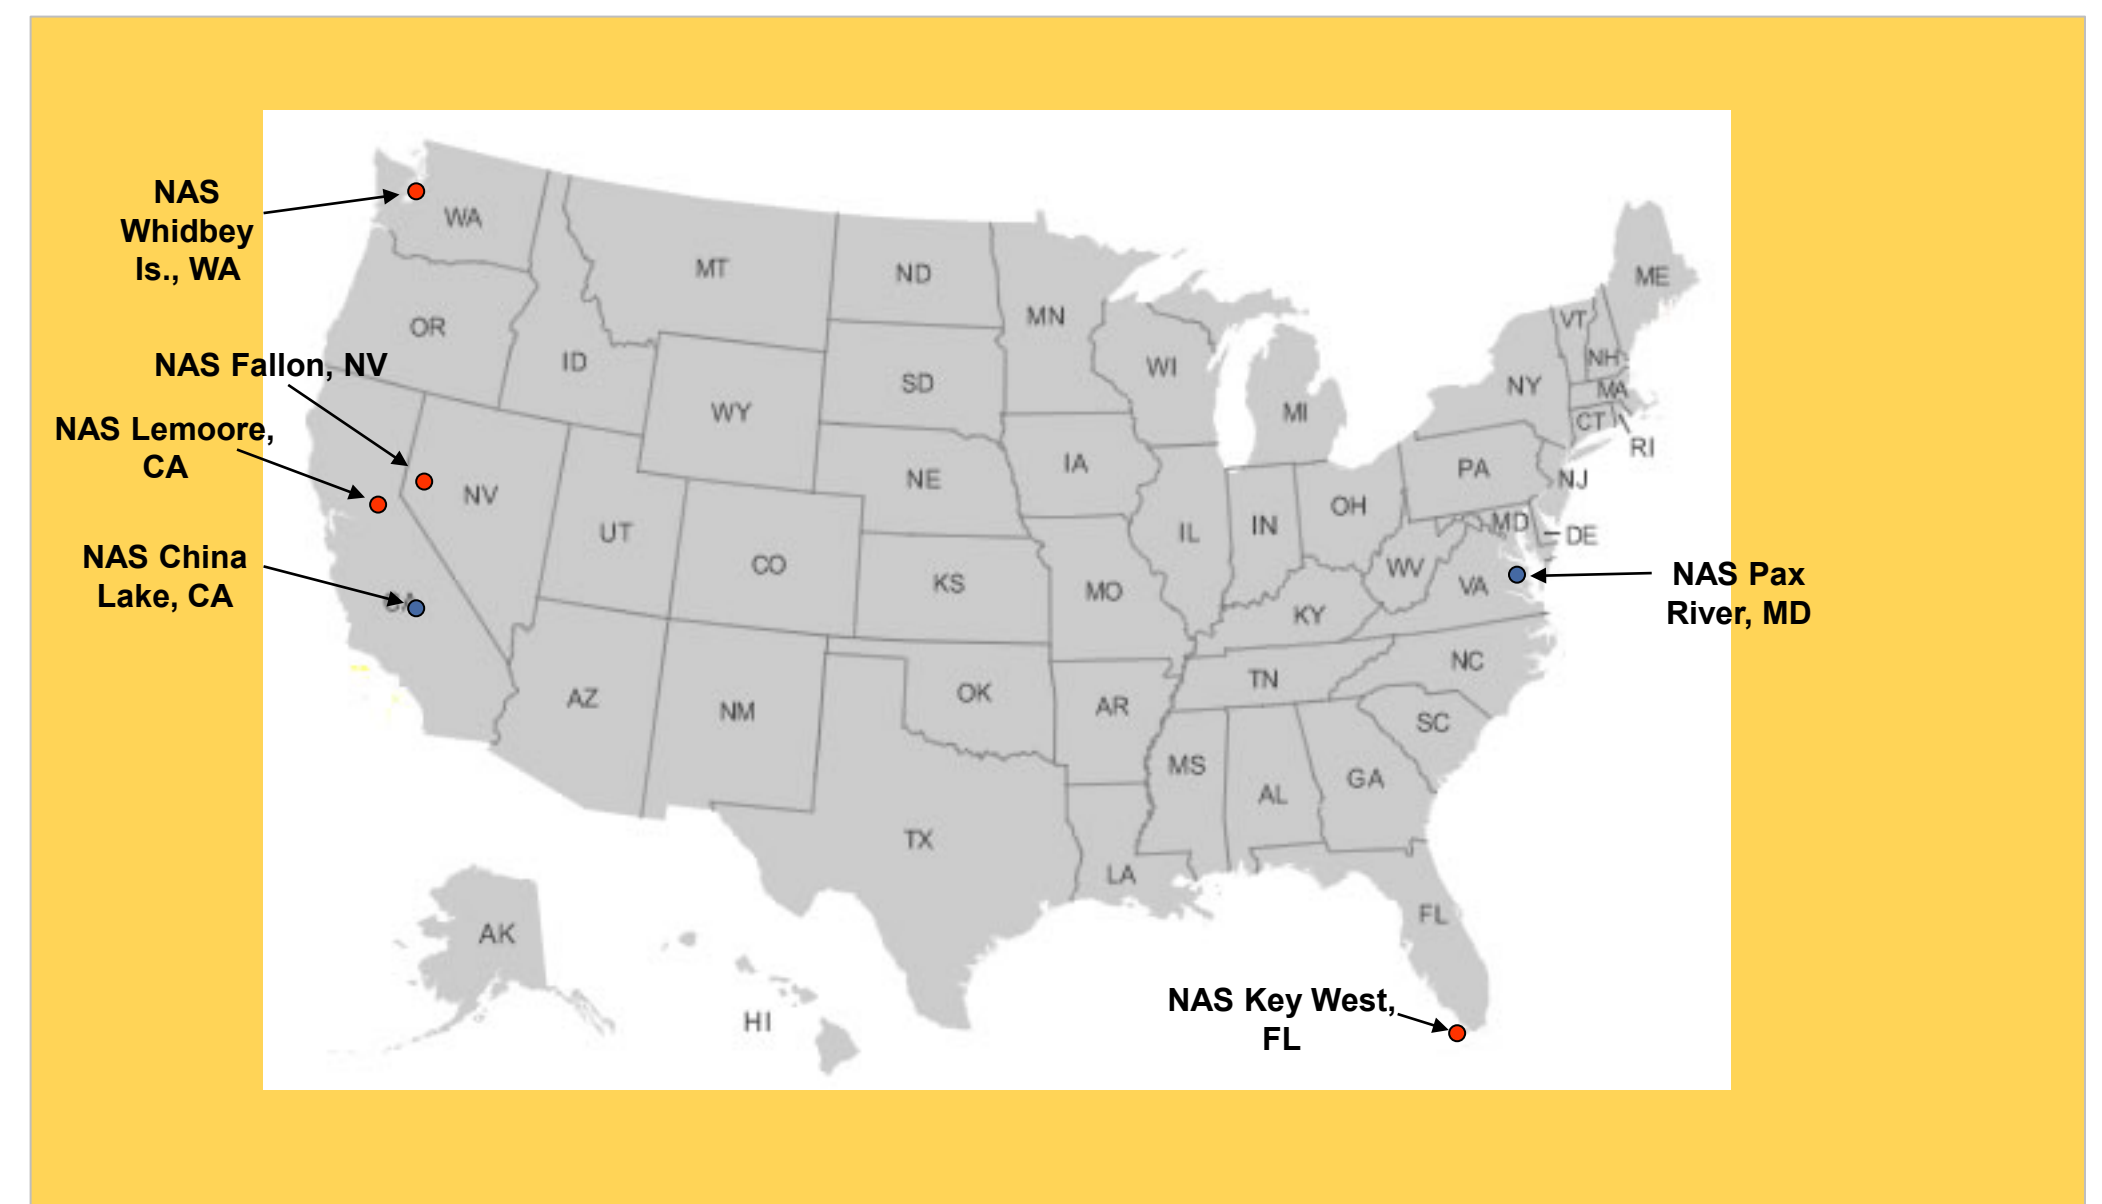 NAS
Whidbey
Is., WA
NAS Fallon, NV
NAS Lemoore,
CA
NAS China
Lake, CA
NAS Pax
River, MD
NAS Key West,
FL
WA
MT
ND
MN
ME
OR
ID
WY
SD
WI
MI
NY
VT
NH
MA
CT
RI
NV
UT
CO
NE
IA
IL
IN
OH
PA
NJ
MD
DE
WV
VA
CA
KS
MO
KY
AZ
NM
OK
AR
TN
NC
SC
TX
LA
MS
AL
GA
FL
AK
HI